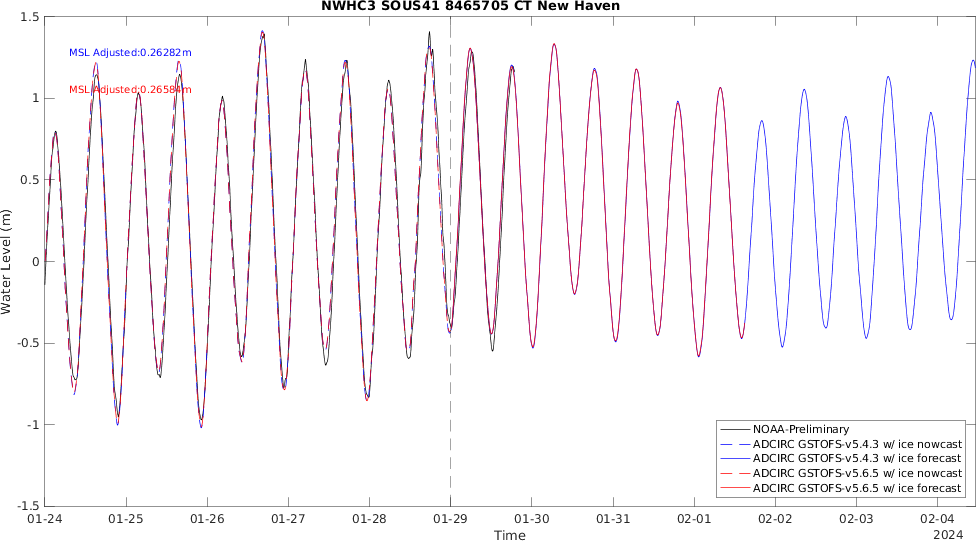 NWHC3 SOUS41 8465705 CT New Haven
1.5
MSL Adjusted:0.26282m
MSL Adjusted:0.26584m
1
0.5
0
-0.5
-1
-1.5
Water Level (m)
NOAA-Preliminary
ADCIRC GSTOFS-v5.4.3 w/ ice nowcast
ADCIRC GSTOFS-v5.4.3 w/ ice forecast
ADCIRC GSTOFS-v5.6.5 w/ ice nowcast
ADCIRC GSTOFS-v5.6.5 w/ ice forecast
01-24 01-25 01-26 01-27 01-28 01-29 01-30 01-31 02-01 02-02 02-03 02-04
Time
2024